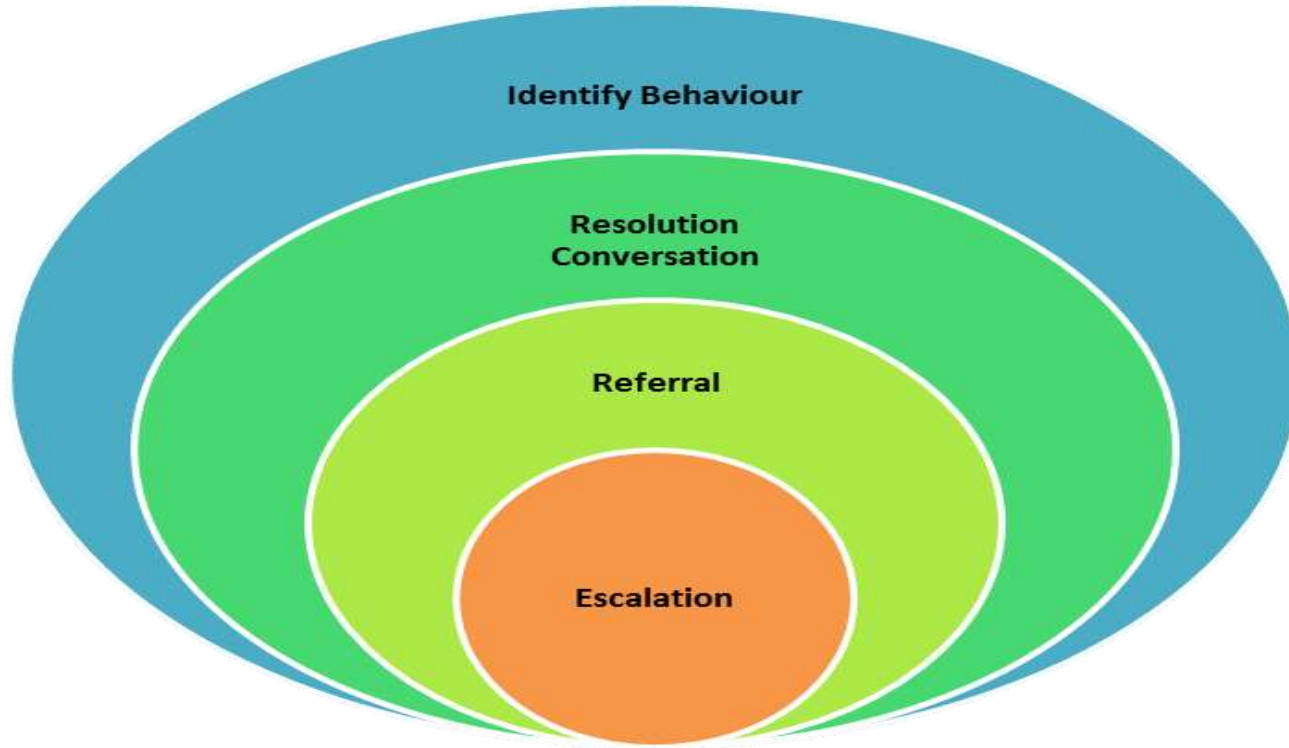 Identify Behaviour
Resolution
Conversation
Referral
Escalation